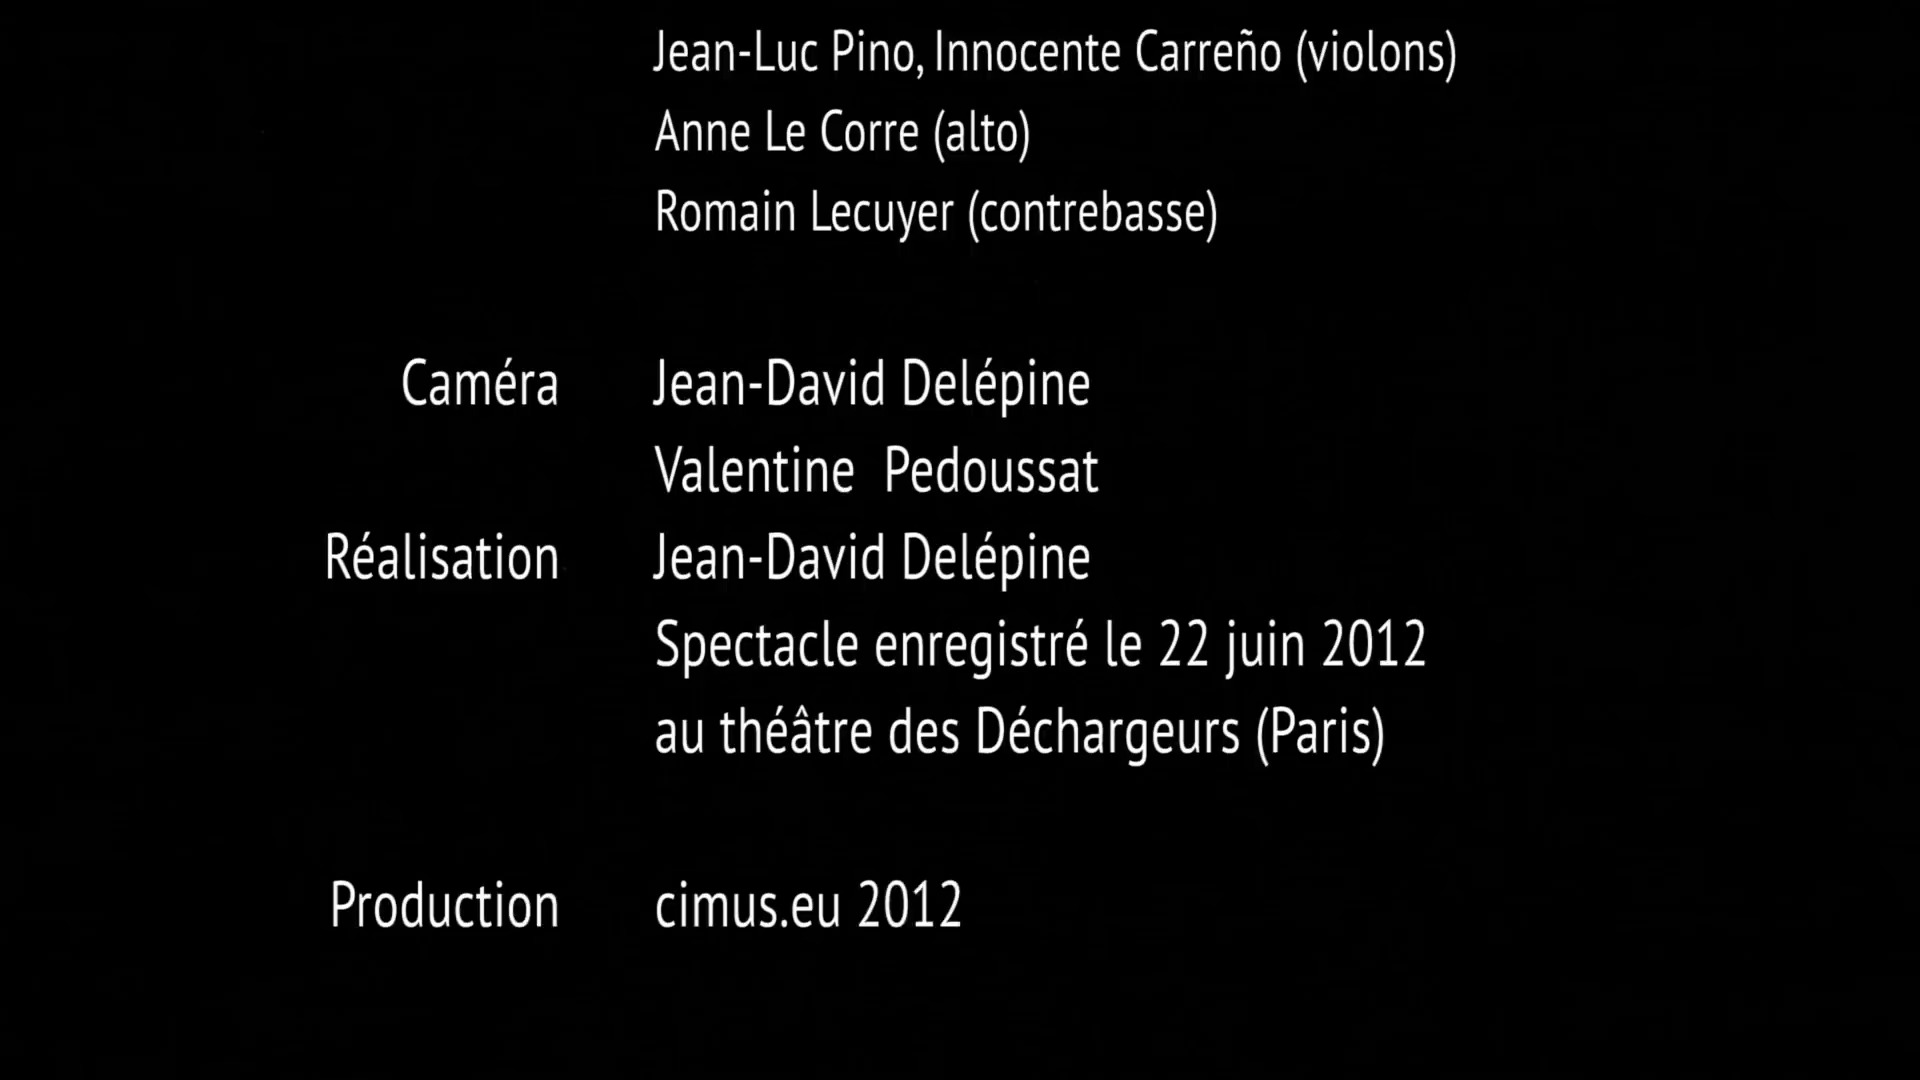 Jean-Luc Pino, Innocente Carreño (violons)
Anne Le Corre (alto)
Romain Lecuyer (contrebasse)
Caméra Jean-David Delépine
Valentine Pedoussat
Réalisation Jean-David Delépine
Spectacle enregistré le 22 juin 2012
au théâtre des Déchargeurs (Paris)
Production cimus.eu 2012